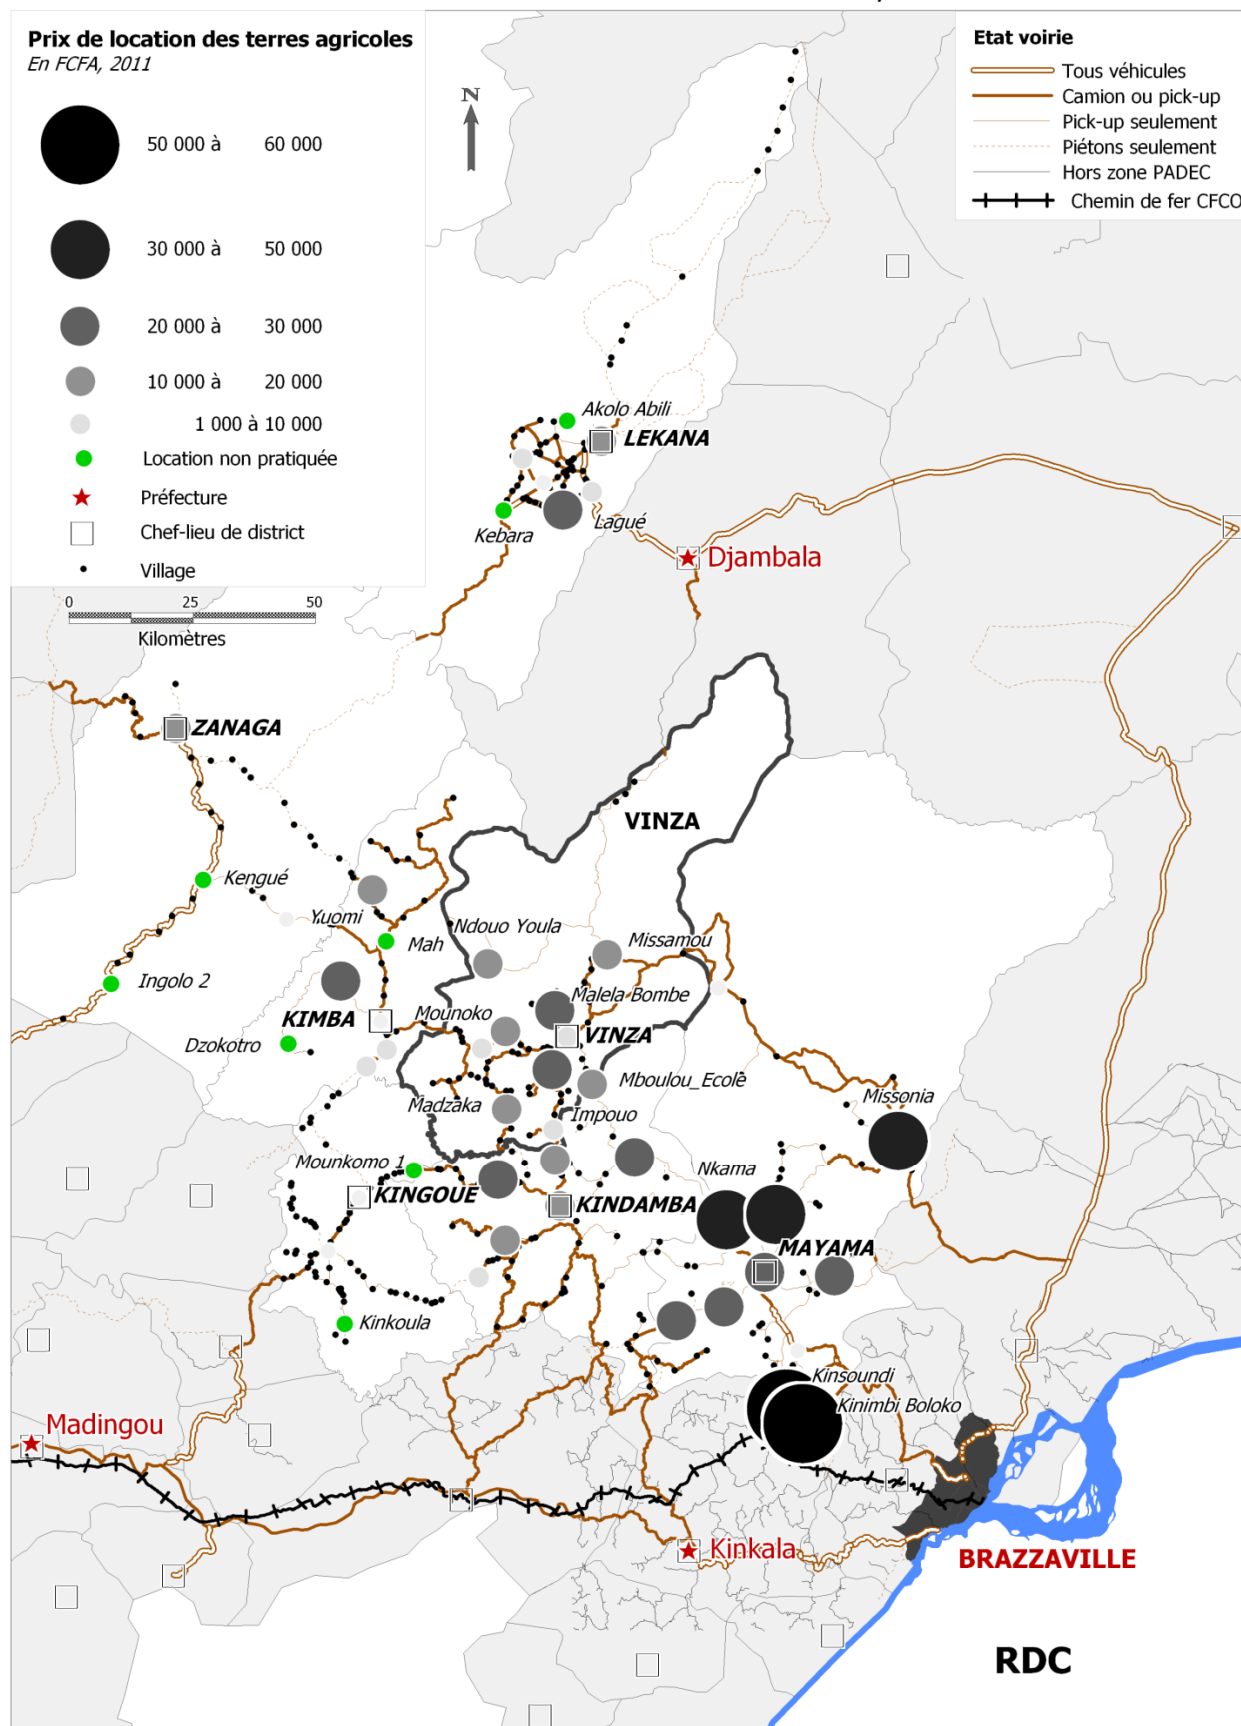 Prix de location des terres agricoles
En FCFA, 2011
50 000 à 60 000
30 000 à 50 000
20 000 à 30 000
10 000 à 20 000
1 000 à 10 000
Location non pratiquée
Préfecture
Chef-lieu de district
Village
0 25 50
Kilomètres
N
Etat voirie
Tous véhicules
Camion ou pick-up
Pick-up seulement
Piétons seulement
Hors zone PADEC
Chemin de fer CFCO
Akolo Abili
LEKANA
Kebara
Lagué
Djambala
ZANAGA
VINZA
Kengué
Yuomi
Ndouo Youla
Mah
Missamou
Ingolo 2
Malela Bombe
KIMBA
Mounoko
VINZA
Dzokotro
Mboulou_Ecole
Madzaka
Impouo
Missonia
Mounkomo 1
Nkama
KINGOUE
KINDAMBA
MAYAMA
Kinkoula
Kinsoundi
Kinimbi Boloko
Madingou
Kinkala
BRAZZAVILLE
RDC